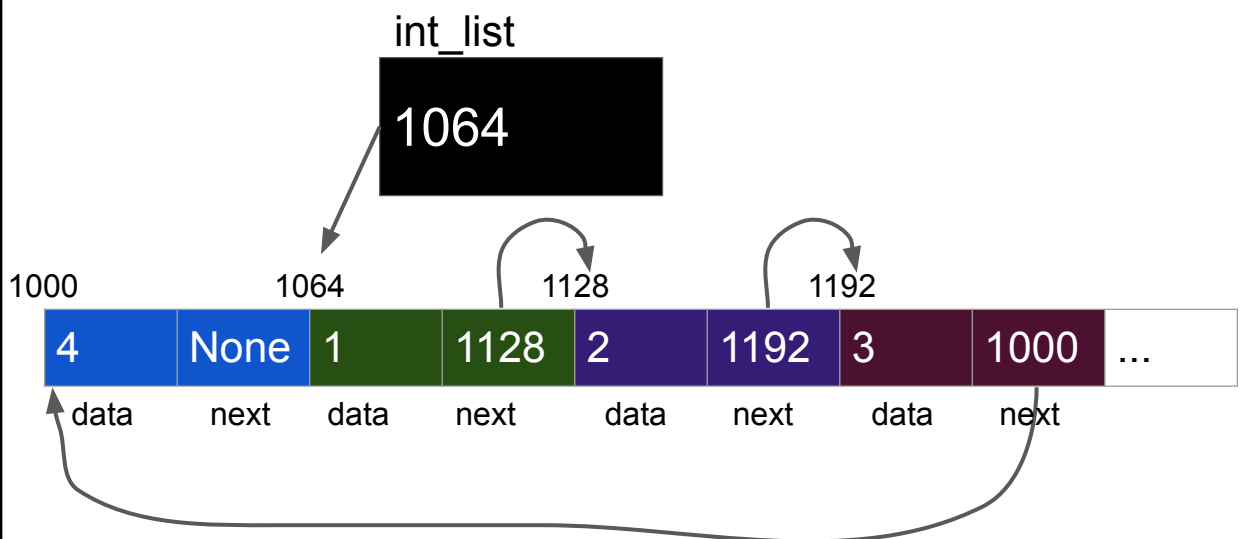 int_list
1064
1000 1064 1128 1192
4 None 1 1128 2 1192 3 1000 ...
data next data next data next data next